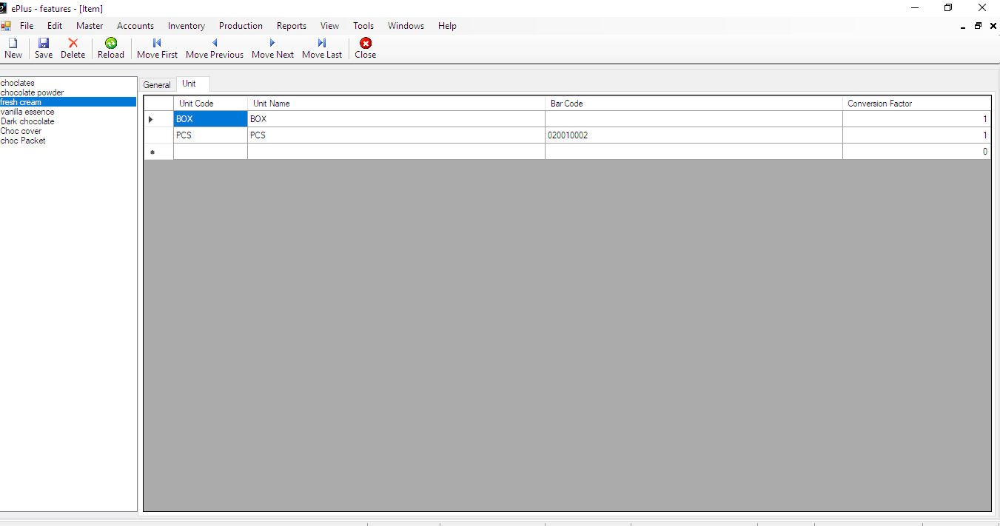 ePlus - features - [Item]
File Edit Master Accounts Inventory Production Reports View Tools Windows Help
New Save Delete Reload Move First Move Previous Move Next Move Last Close
choclates
chocolate powder
fresh cream
vanilla essence
Dark chocolate
Choc cover
choc Packet
General Unit
Unit Code Unit Name Bar Code Conversion Factor
BOX BOX 1
PCS PCS 020010002 1
0